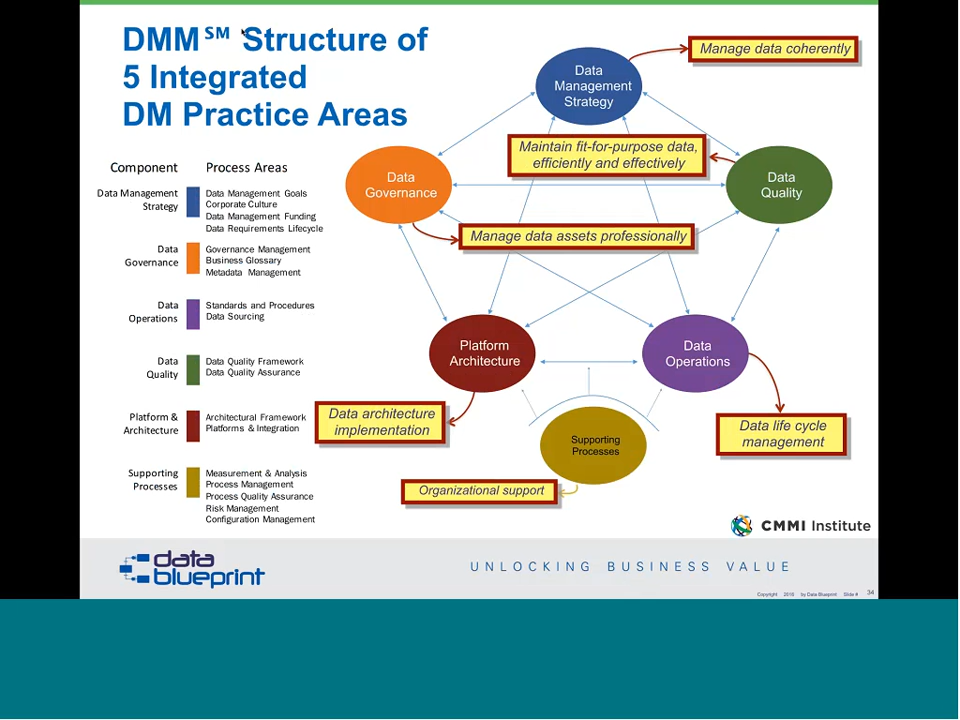 DMM℠ Structure of
5 Integrated
DM Practice Areas
Component Process Areas
Data Management
Strategy
Data Management Goals
Corporate Culture
Data Management Funding
Data Requirements Lifecycle
Data
Governance
Governance Management
Business Glossary
Metadata Management
Data
Operations
Standards and Procedures
Data Sourcing
Data
Quality
Data Quality Framework
Data Quality Assurance
Platform &
Architecture
Architectural Framework
Platforms & Integration
Supporting
Processes
Measurement & Analysis
Process Management
Process Quality Assurance
Risk Management
Configuration Management
Data
Management
Strategy
Manage data coherently
Maintain fit-for-purpose data,
efficiently and effectively
Data
Governance
Data
Quality
Manage data assets professionally
Platform
Architecture
Data
Operations
Data architecture
implementation
Supporting
Processes
Data life cycle
management
Organizational support
CMMI Institute
data
blueprint
UNLOCKING BUSINESS VALUE
Copyright 2018 by Data Blueprint Slide # 34